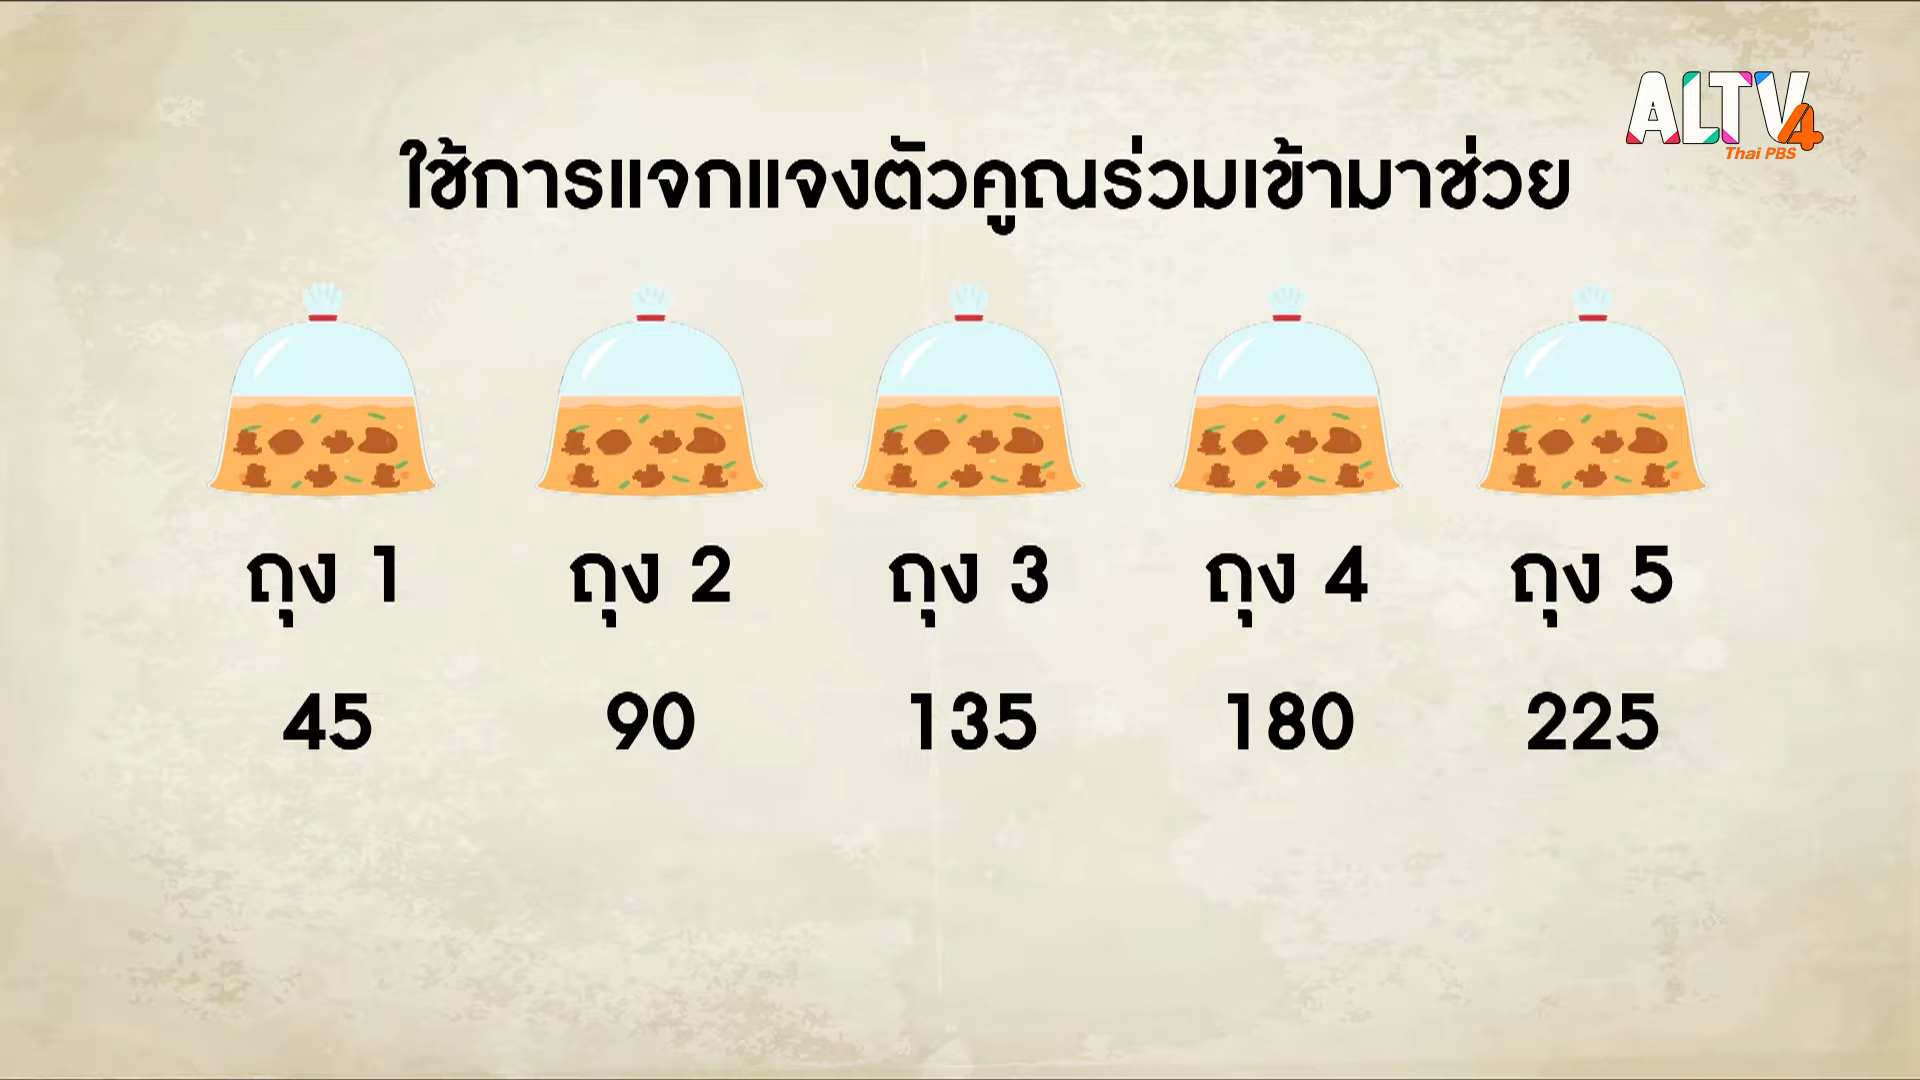 ALTV4
Thai PBS
ใช้การแจกแจงตัวคูณร่วมเข้ามาช่วย
ถุง 1 ถุง 2 ถุง 3 ถุง 4 ถุง 5
45 90 135 180 225